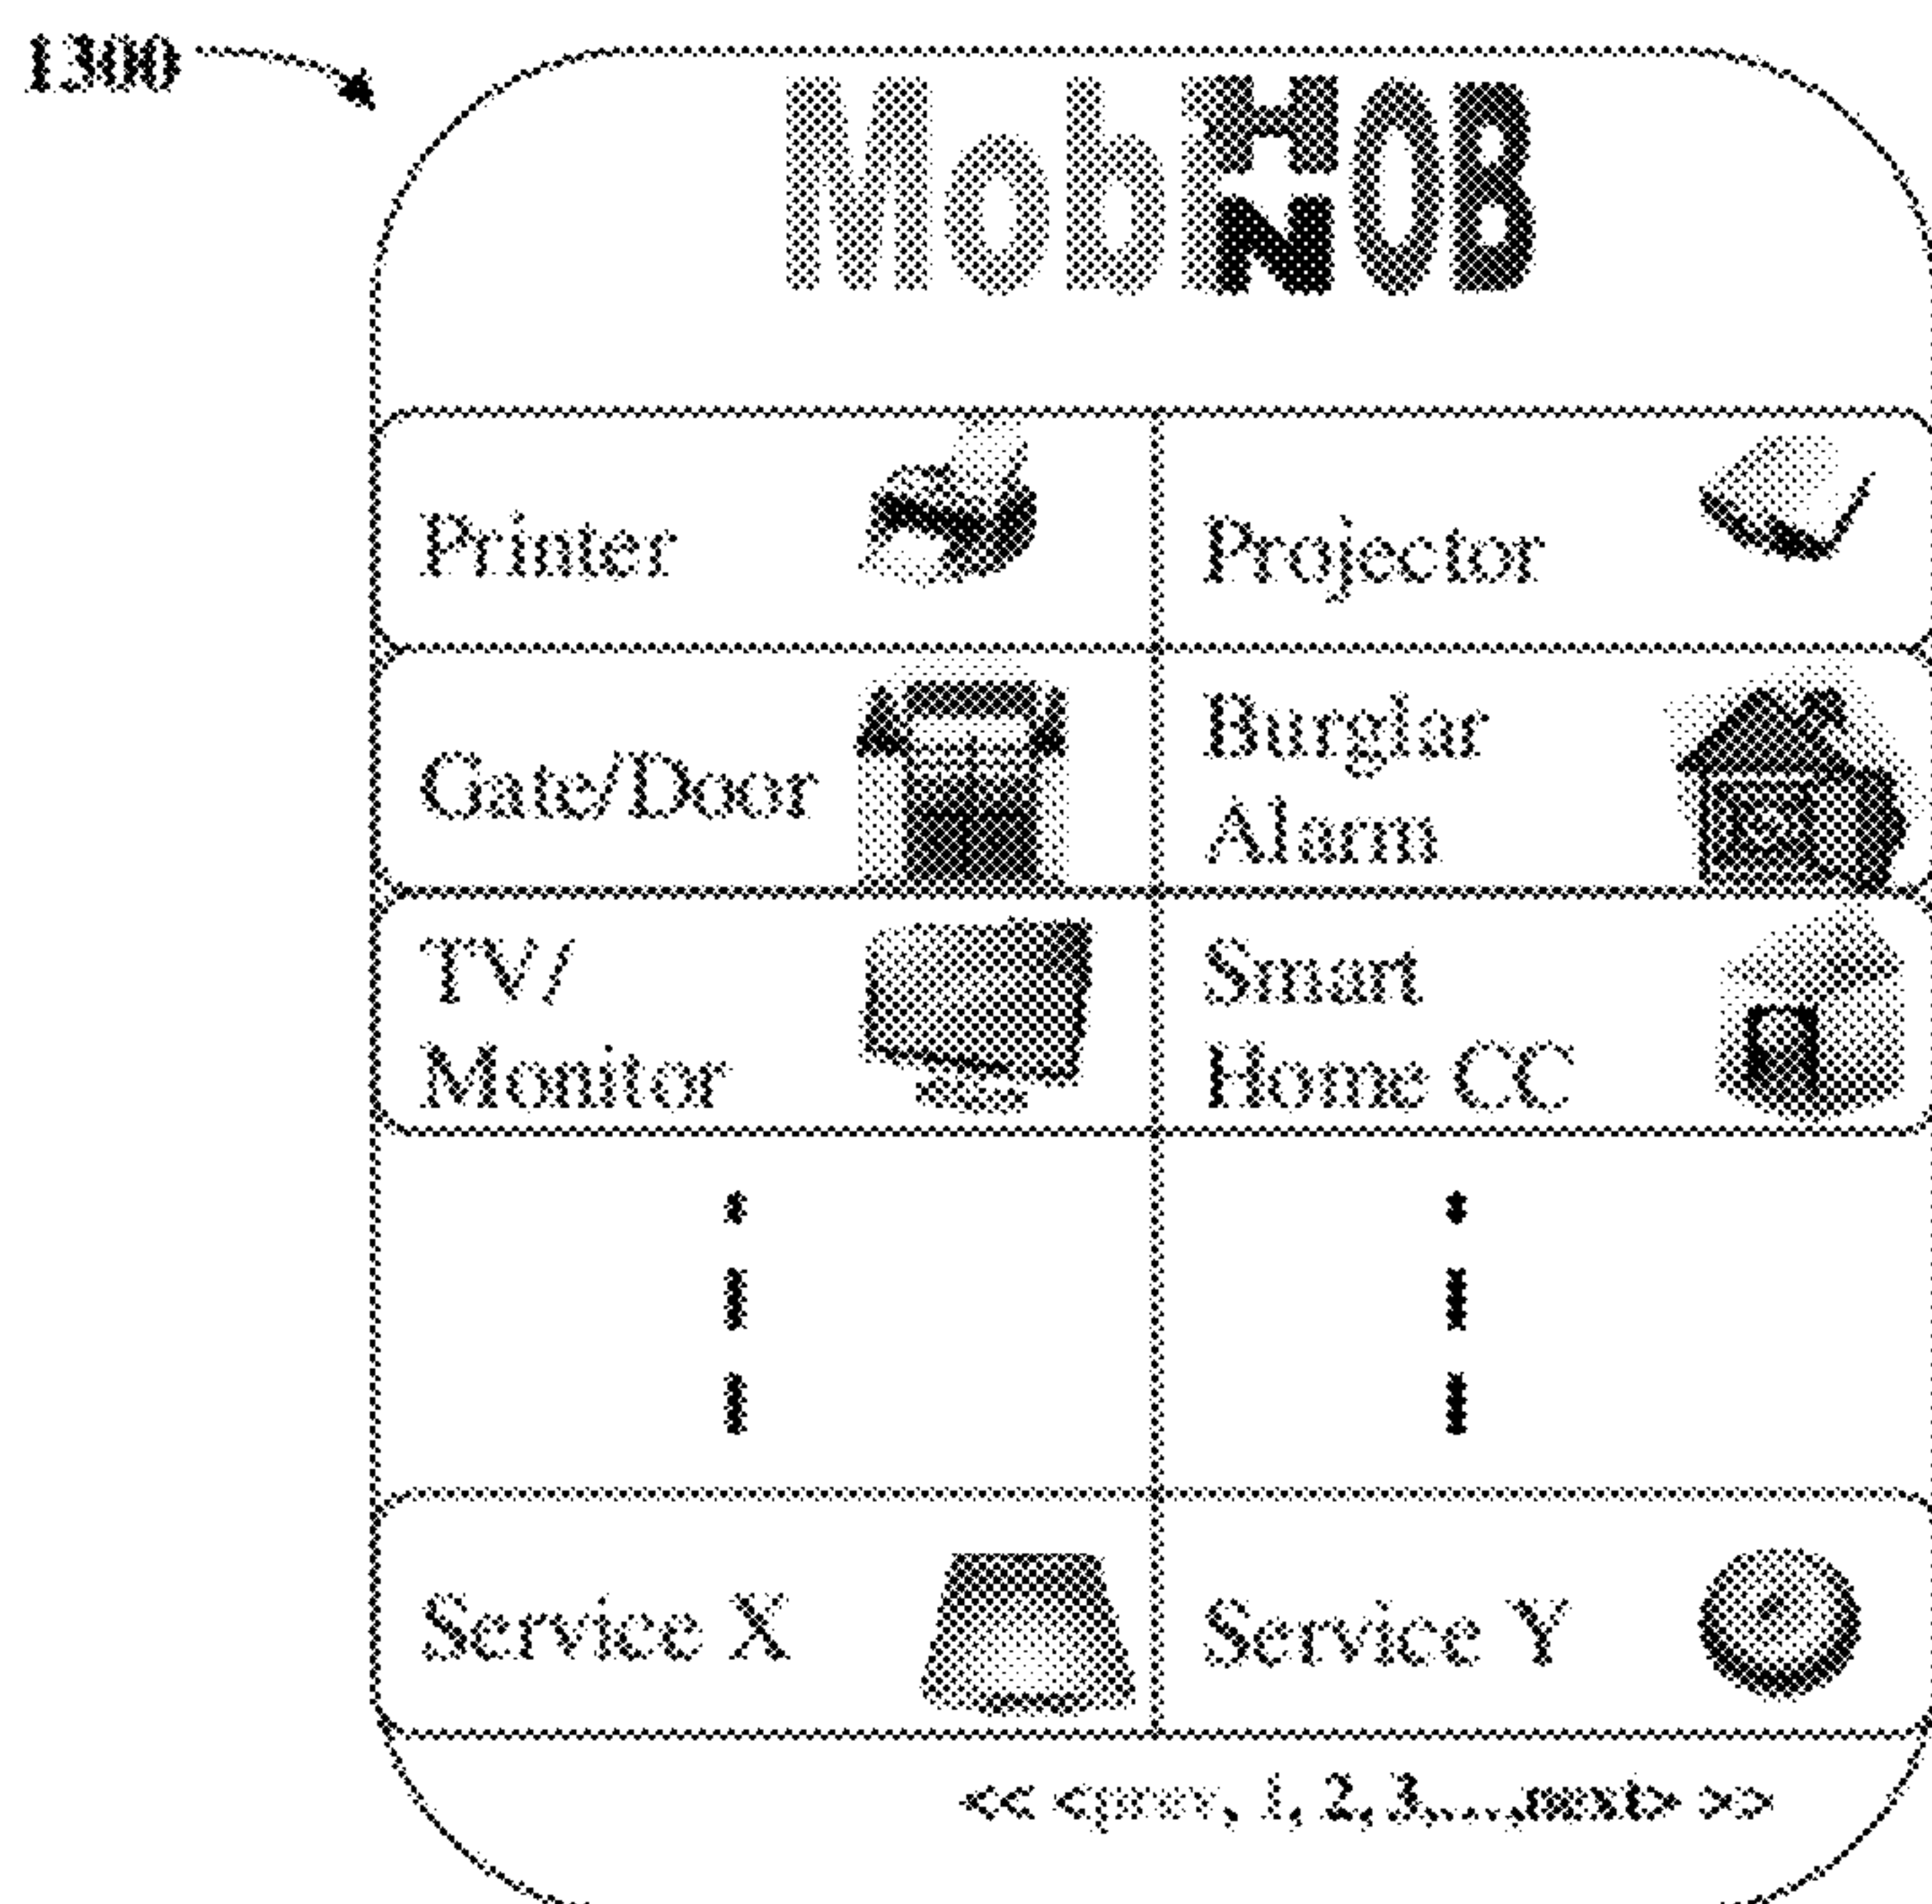 1300
Printer
Projector
Gate/Door
Burglar
Alarm
TV/
Monitor
Smart
Home CC
Service X
Service Y
<< <prev, 1, 2, 3.....next> >>